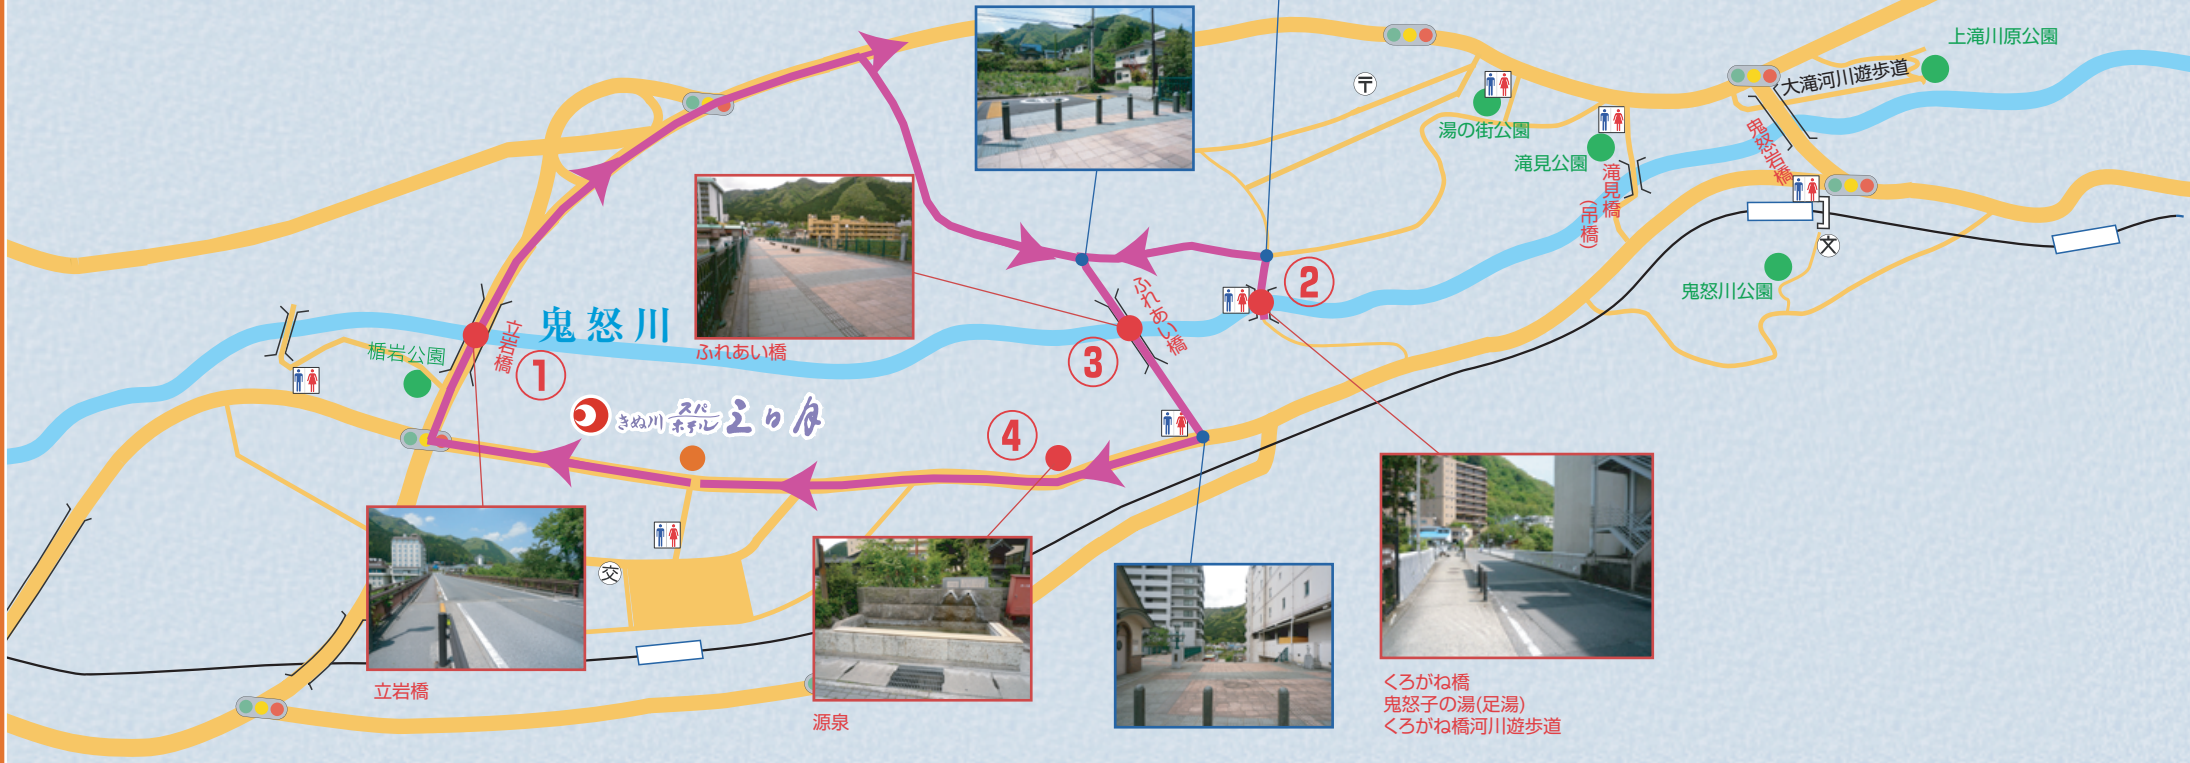 上滝川原公園
大滝河川遊歩道
〒
湯の街公園
滝見公園
鬼怒岩橋
滝見橋
(吊橋)
文
鬼怒川公園
②
ふれあい橋
③
鬼怒川
立岩橋
①
楯岩公園
ふれあい橋
きぬ川 スパホテル 三日月
④
交
立岩橋
源泉
くろがね橋
鬼怒子の湯(足湯)
くろがね橋河川遊歩道